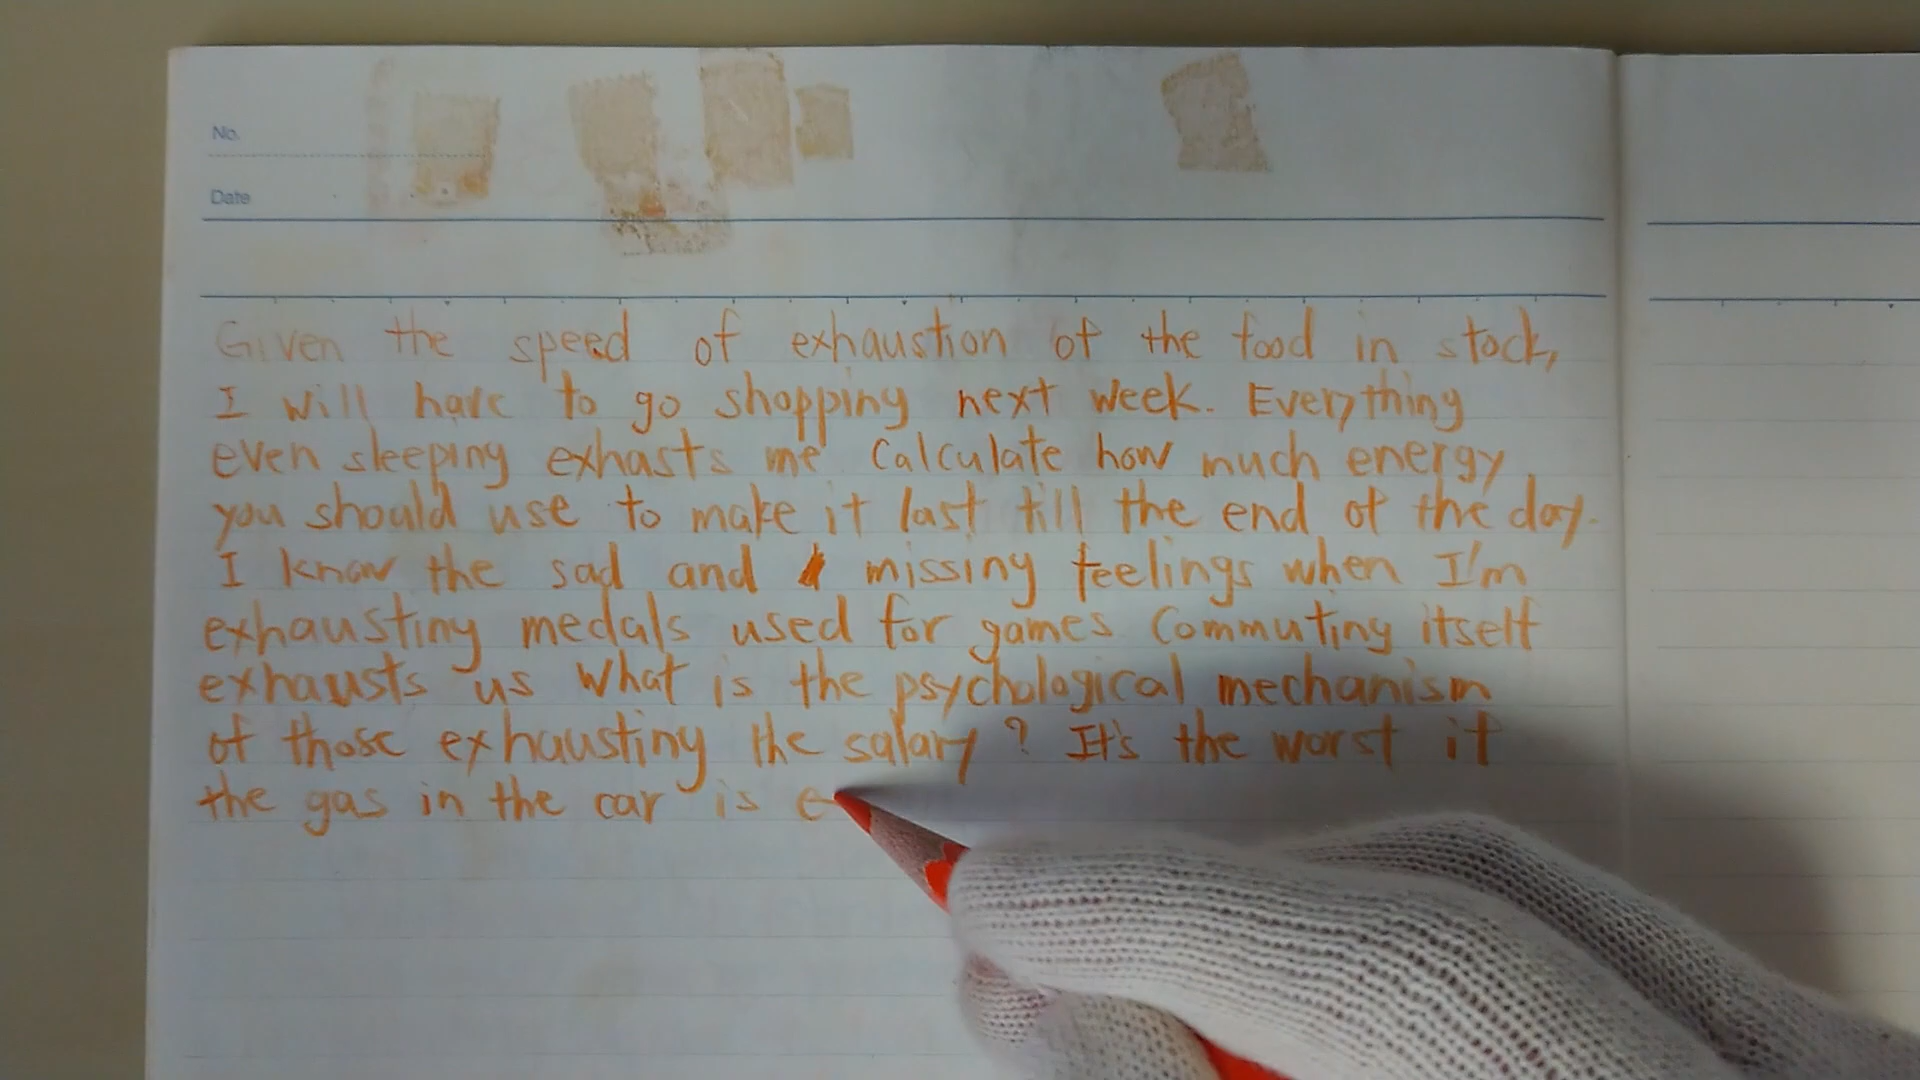 No.
Date
Given the speed of exhaustion of the food in stock,
I will have to go shopping next week. Everything
even sleeping exhasts me Calculate how much energy
you should use to make it last till the end of the day.
I know the sad and missing feelings when I'm
exhausting medals used for games Commuting itself
exhausts us What is the psychological mechanism
of those exhausting the salary? It's the worst if
the gas in the car is e